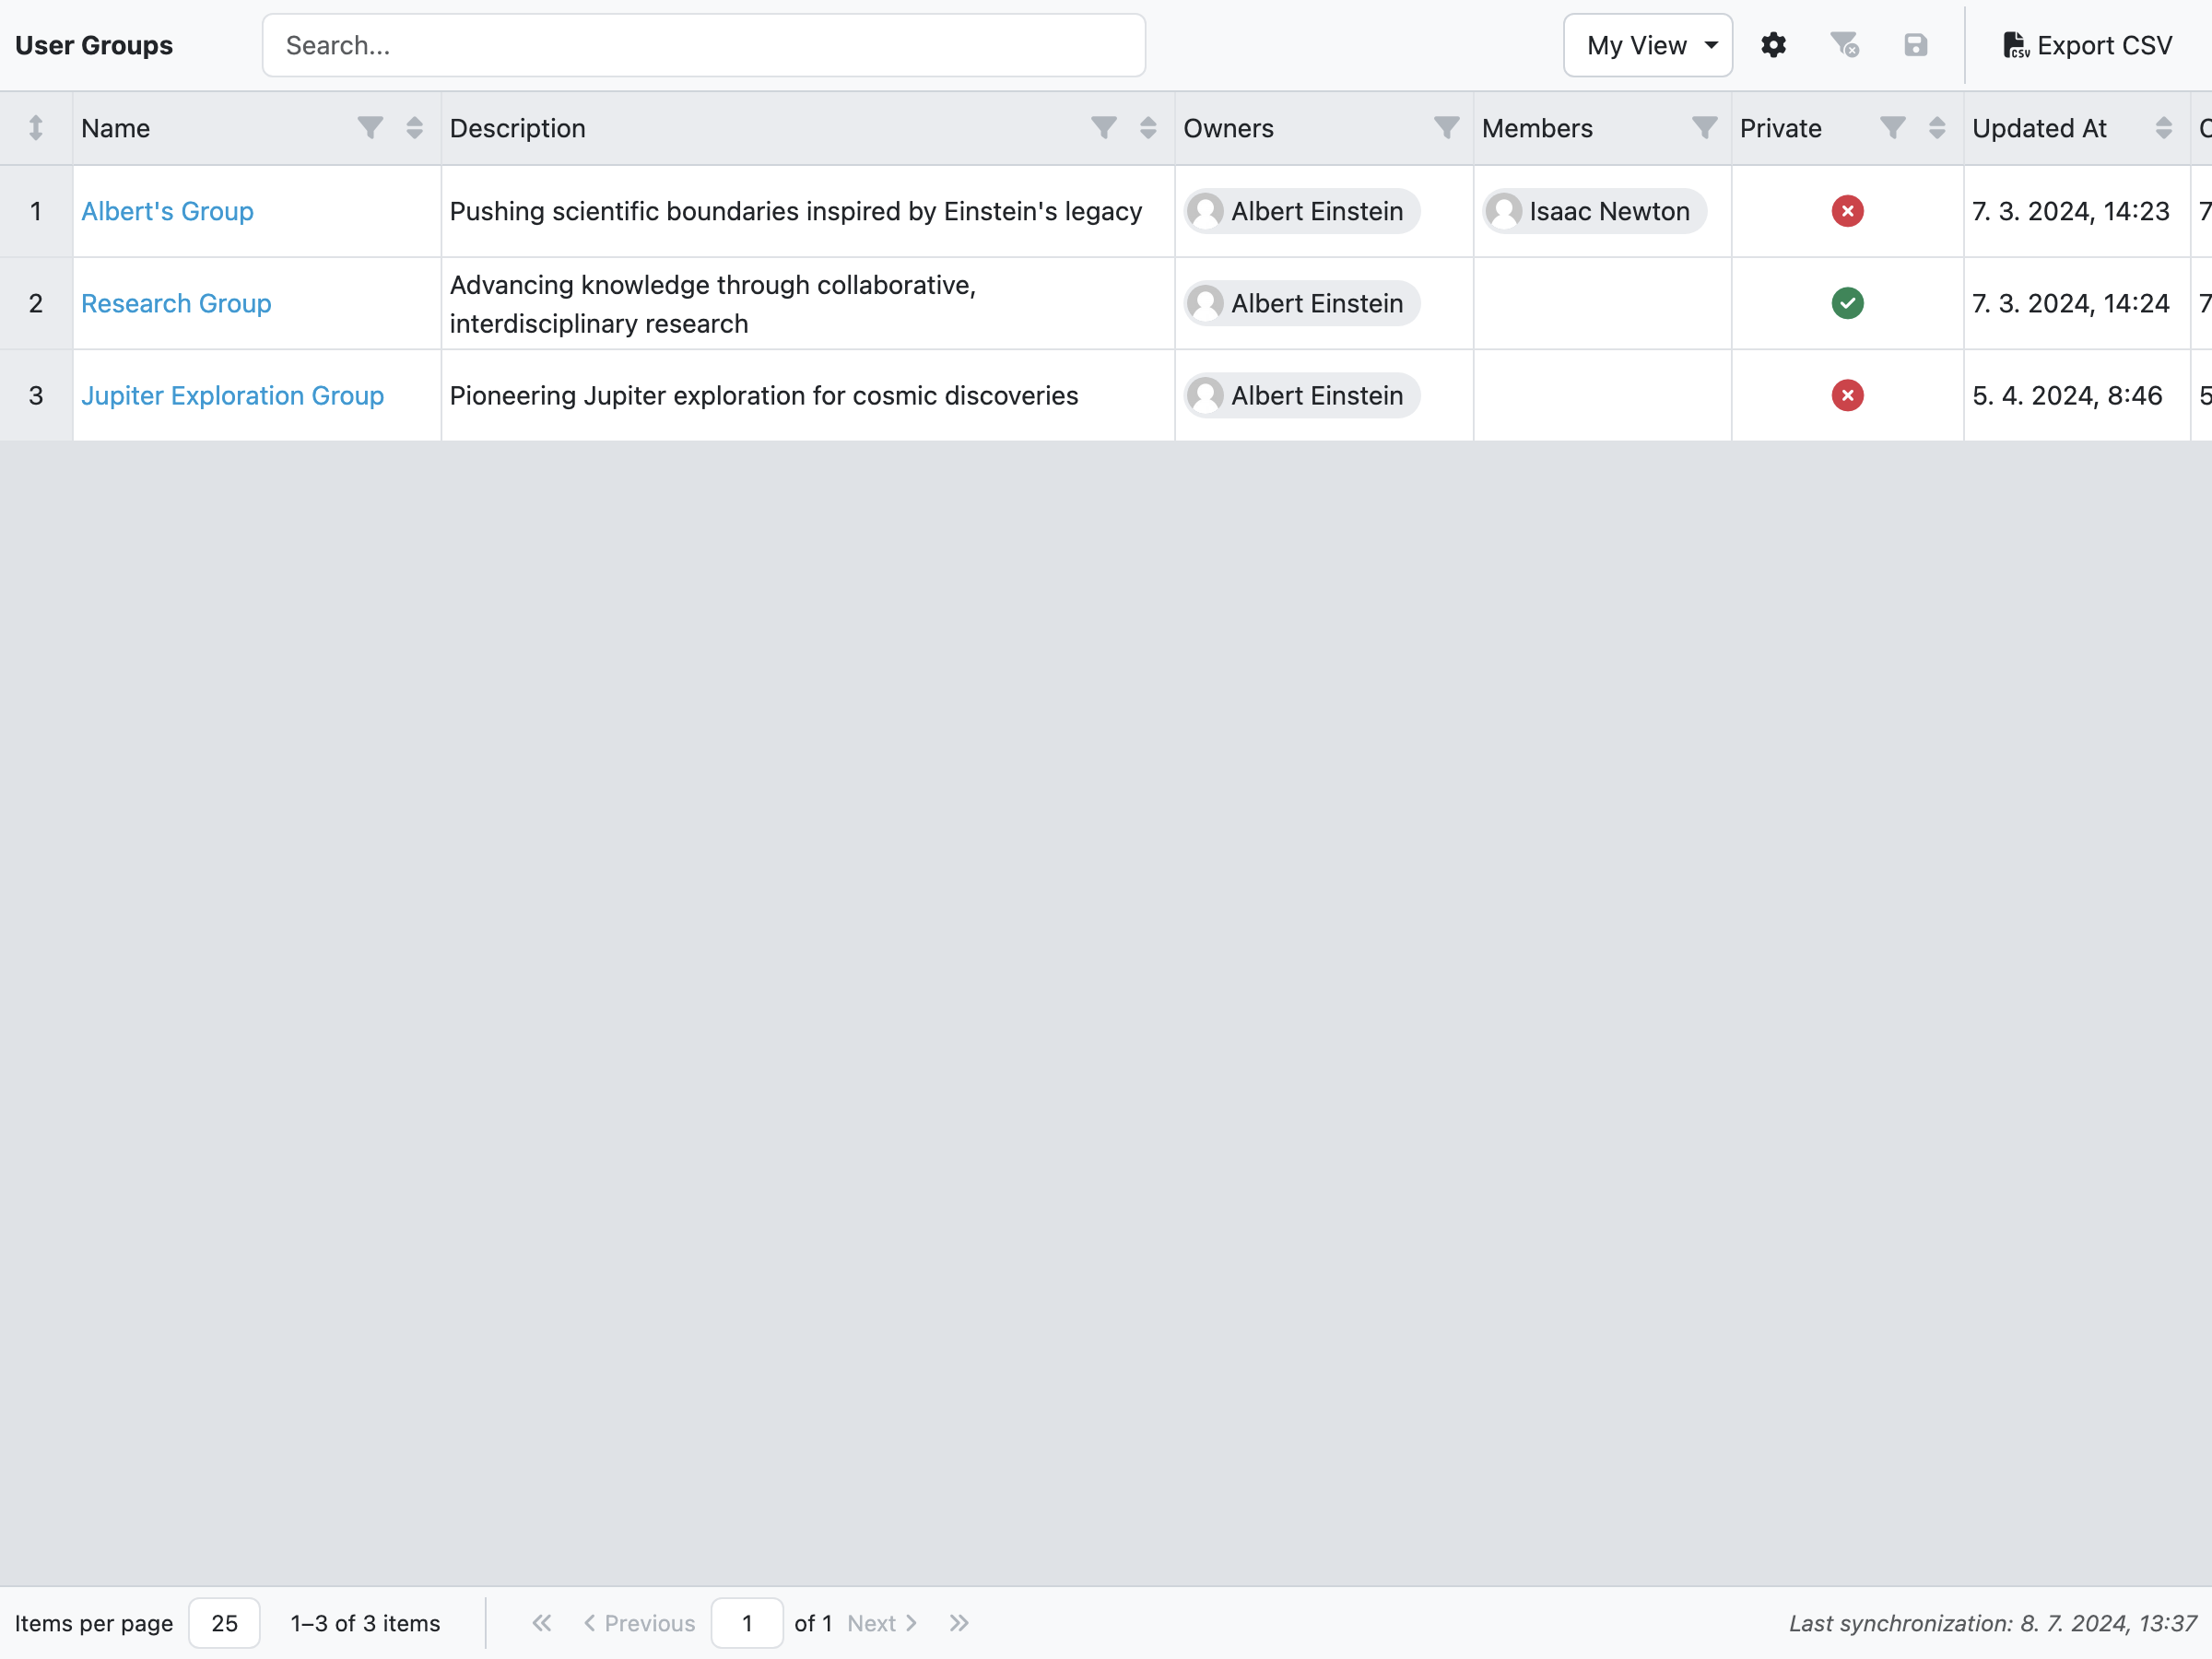 User Groups
Search...
My View
Export CSV
Name
Description
Owners
Members
Private
Updated At
1
Albert's Group
Pushing scientific boundaries inspired by Einstein's legacy
Albert Einstein
Isaac Newton
7. 3. 2024, 14:23
2
Research Group
Advancing knowledge through collaborative,
interdisciplinary research
Albert Einstein
7. 3. 2024, 14:24
3
Jupiter Exploration Group
Pioneering Jupiter exploration for cosmic discoveries
Albert Einstein
5. 4. 2024, 8:46
Items per page 25 1–3 of 3 items Previous 1 of 1 Next Last synchronization: 8. 7. 2024, 13:37